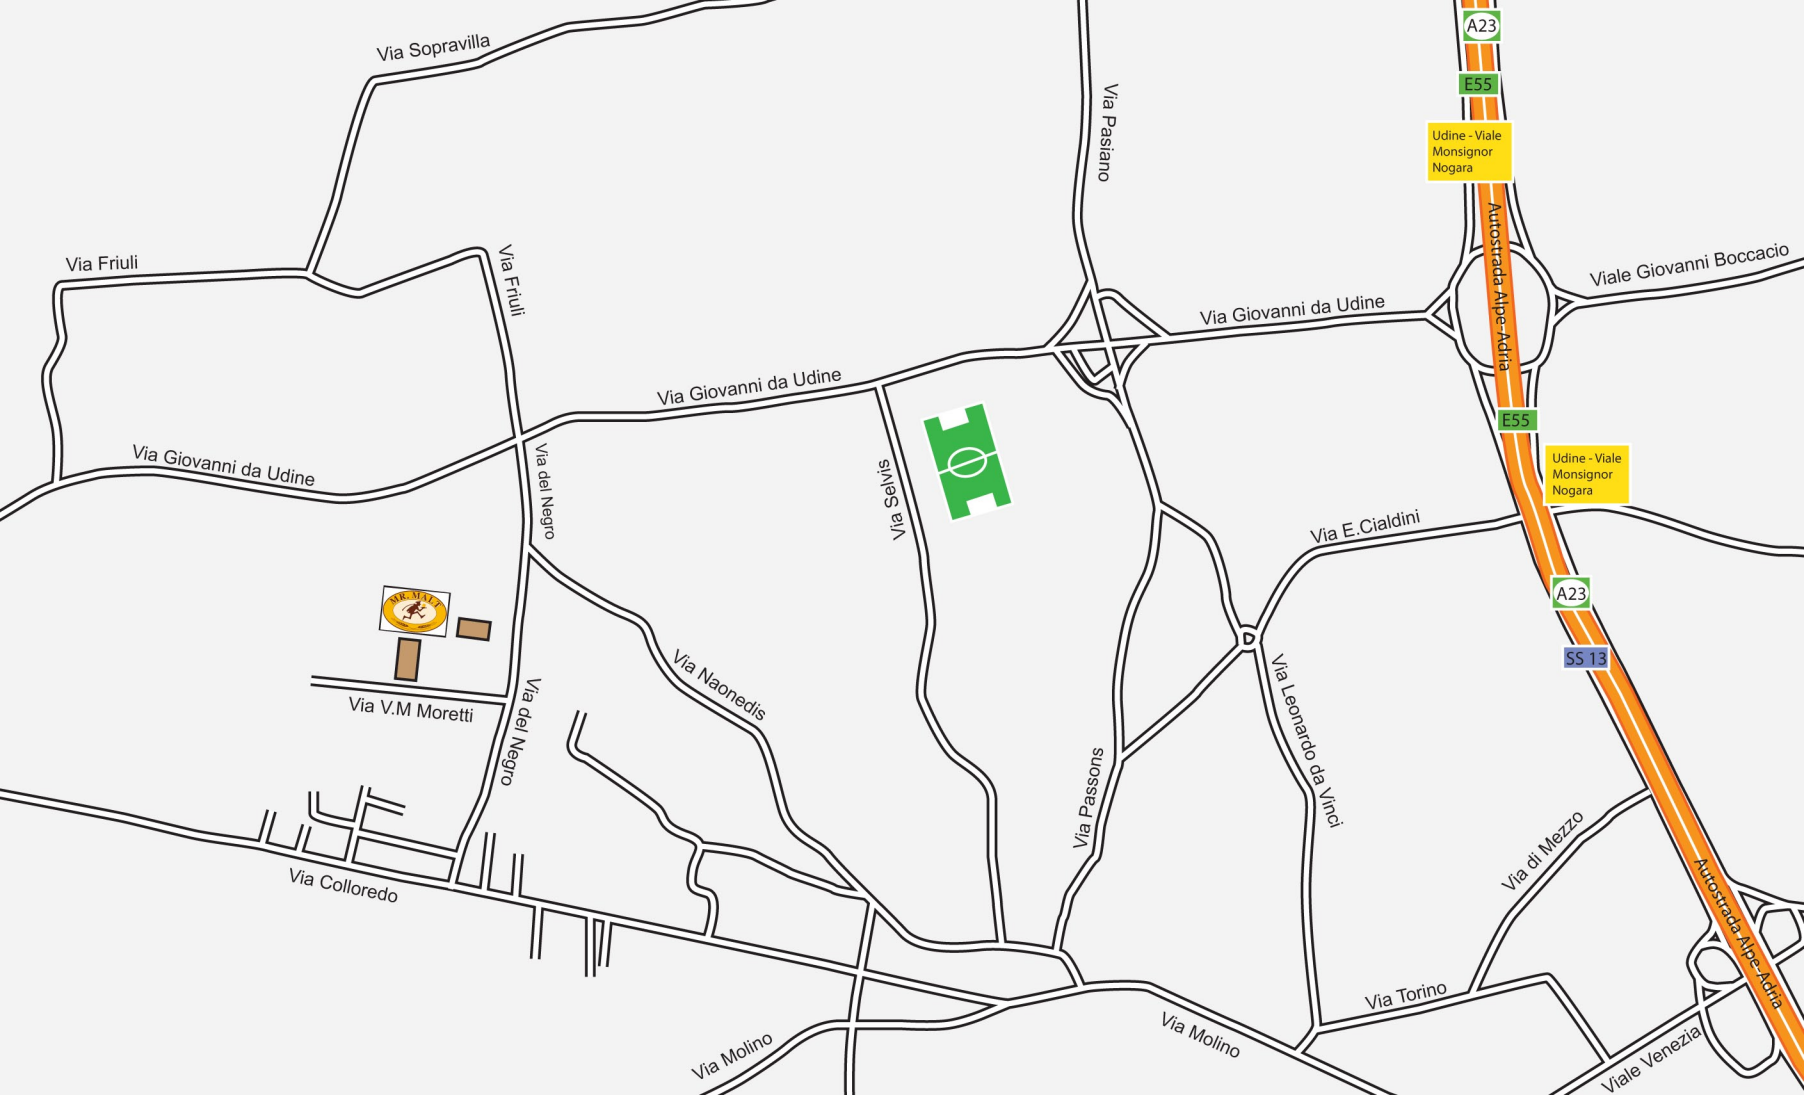 A23
Via Sopravilla
E55
Via Pasiano
Udine - Viale
Monsignor
Nogara
Via Friuli
Via Friuli
Autostrada Alpe-Adria
Viale Giovanni Boccacio
Via Giovanni da Udine
Via Giovanni da Udine
E55
Via Giovanni da Udine
Via del Negro
Via Selvis
Udine - Viale
Monsignor
Nogara
Via E.Cialdini
MR. MALT
A23
SS 13
Via Naonedis
Via Leonardo da Vinci
Via V.M Moretti
Via del Negro
Via Passons
Via di Mezzo
Via Colloredo
Autostrada Alpe-Adria
Via Torino
Via Molino
Via Molino
Viale Venezia